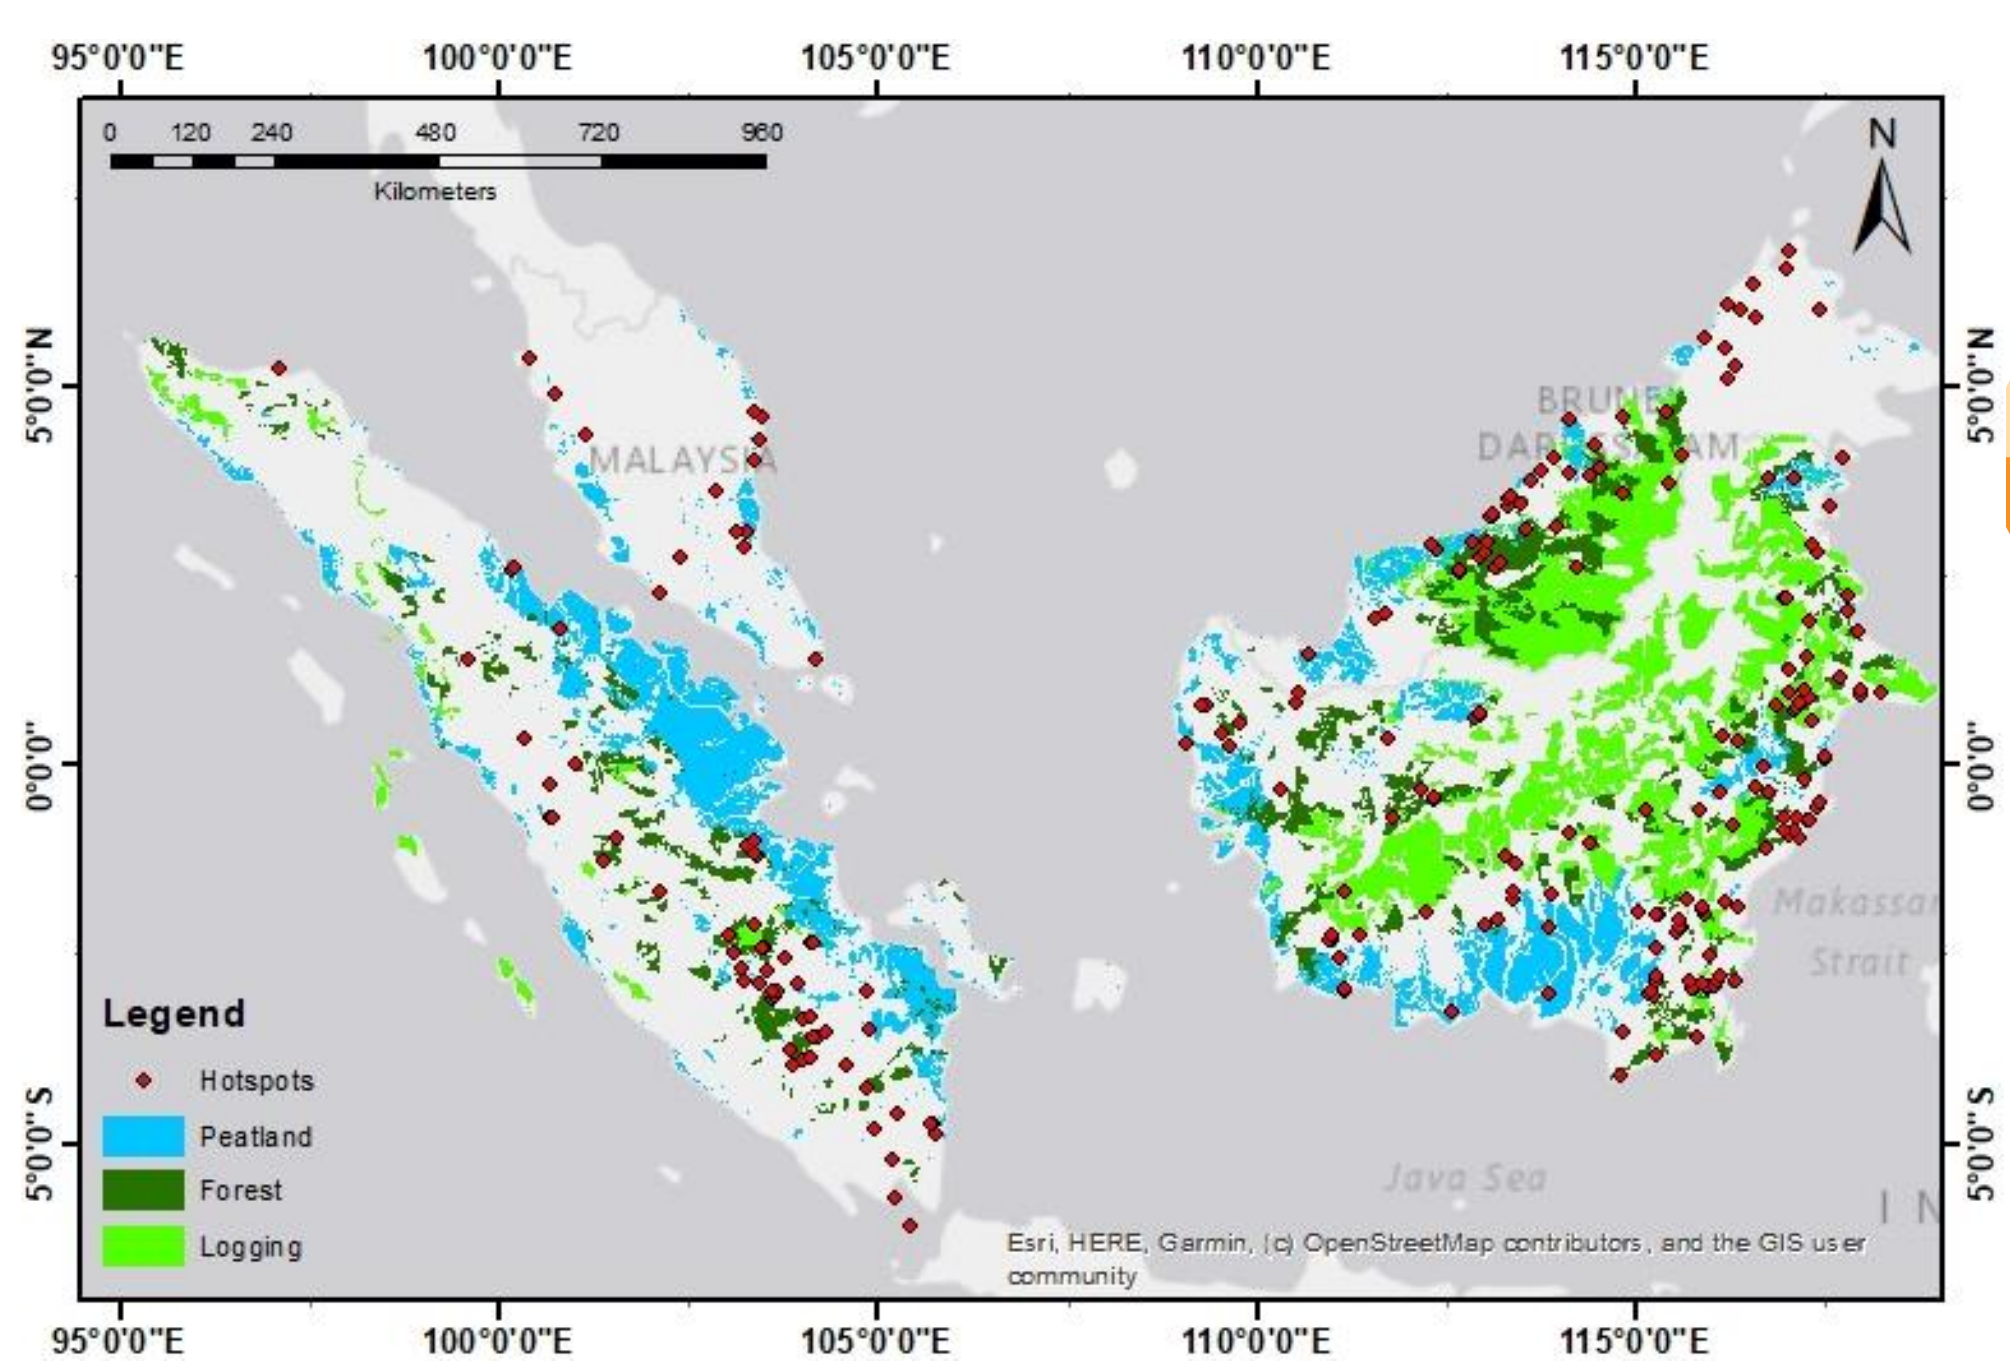 95°0'0"E 100°0'0"E 105°0'0"E 110°0'0"E 115°0'0"E
0 120 240 480 720 960
Kilometers
N
5°0'0"N
5°0'0"N
BRUNEI
DARUSSALAM
MALAYSIA
0°0'0"
0°0'0"
Makassar
Strait
Legend
Hotspots
Peatland
Forest
Logging
5°0'0"S
5°0'0"S
Java Sea
I N
Esri, HERE, Garmin, (c) OpenStreetMap contributors, and the GIS user
community
95°0'0"E 100°0'0"E 105°0'0"E 110°0'0"E 115°0'0"E